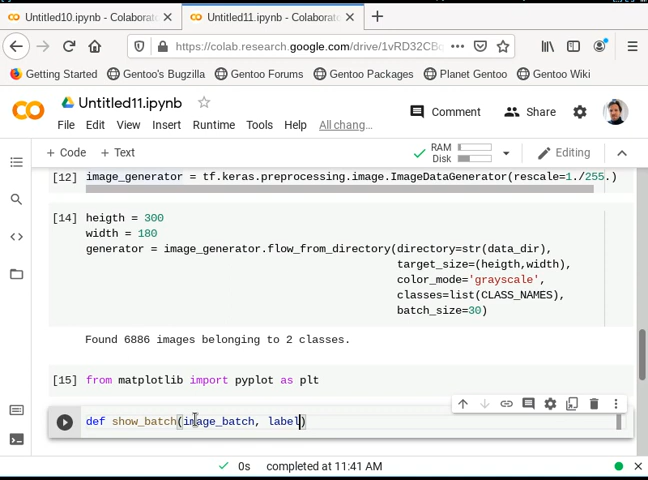 Untitled10.ipynb - Colaborat
Untitled11.ipynb - Colaborat
https://colab.research.google.com/drive/1vRD32CBc
Getting Started
Gentoo's Bugzilla
Gentoo Forums
Gentoo Packages
Planet Gentoo
Gentoo Wiki
Untitled11.ipynb
Comment
Share
File Edit View Insert Runtime Tools Help All chang...
+ Code + Text
RAM
Disk
Editing
[12] image_generator = tf.keras.preprocessing.image.ImageDataGenerator(rescale=1./255.)
[14] heigth = 300
width = 180
generator = image_generator.flow_from_directory(directory=str(data_dir),
target_size=(heigth,width),
color_mode='grayscale',
classes=list(CLASS_NAMES),
batch_size=30)
Found 6886 images belonging to 2 classes.
[15] from matplotlib import pyplot as plt
def show_batch(image_batch, label)
0s completed at 11:41 AM